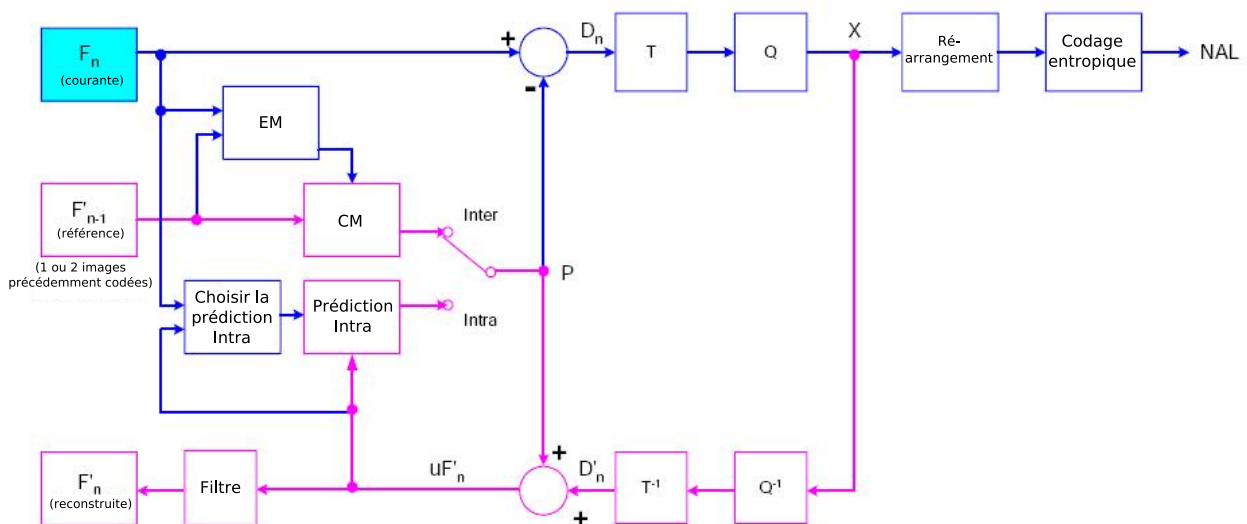 F n
(courante)
+
D n
T
Q
X
Ré-
arrangement
Codage
entropique
NAL
-
EM
F' n-1
(référence)
(1 ou 2 images
précédemment codées)
CM
Inter
P
Choisir la
prédiction
Intra
Prédiction
Intra
Intra
F' n
(reconstruite)
Filtre
uF' n
+
+
D' n
T -1
Q -1